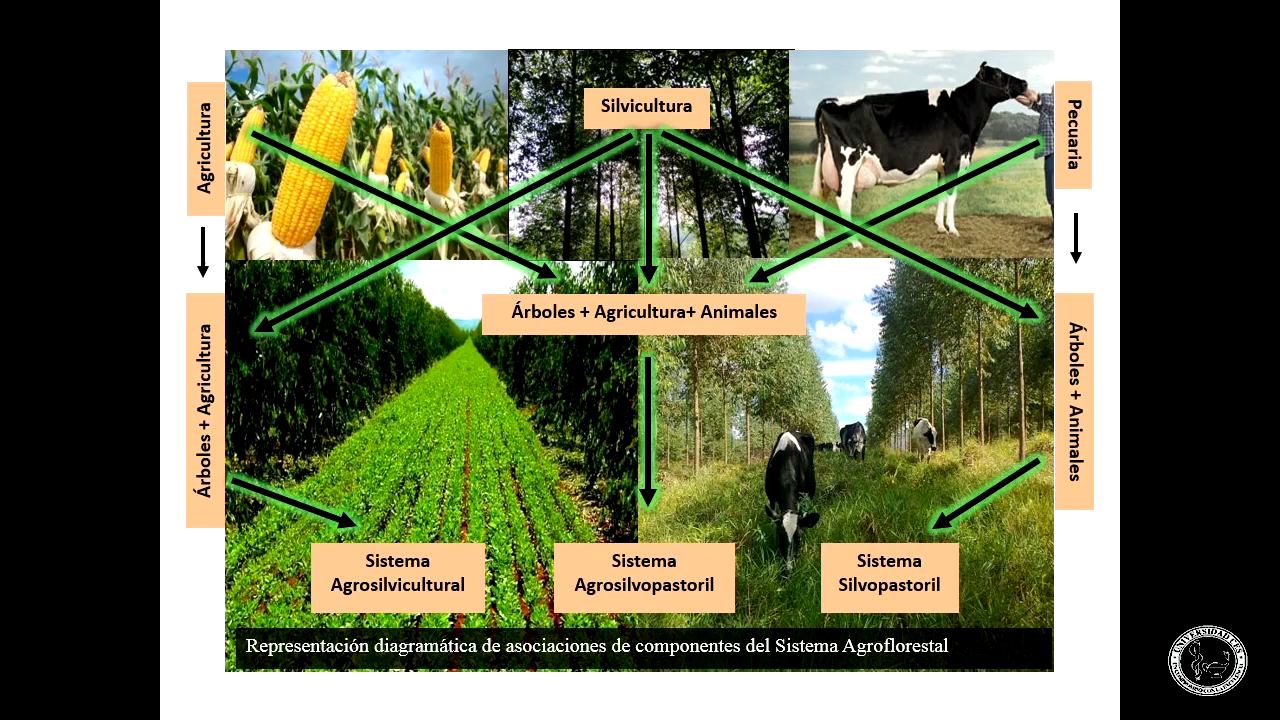 Agricultura
Silvicultura
Pecuaria
Árboles + Agricultura+ Animales
Árboles + Agricultura
Árboles + Animales
Sistema
Agrosilvicultural
Sistema
Agrosilvopastoril
Sistema
Silvopastoril
Representación diagramática de asociaciones de componentes del Sistema Agroflorestal